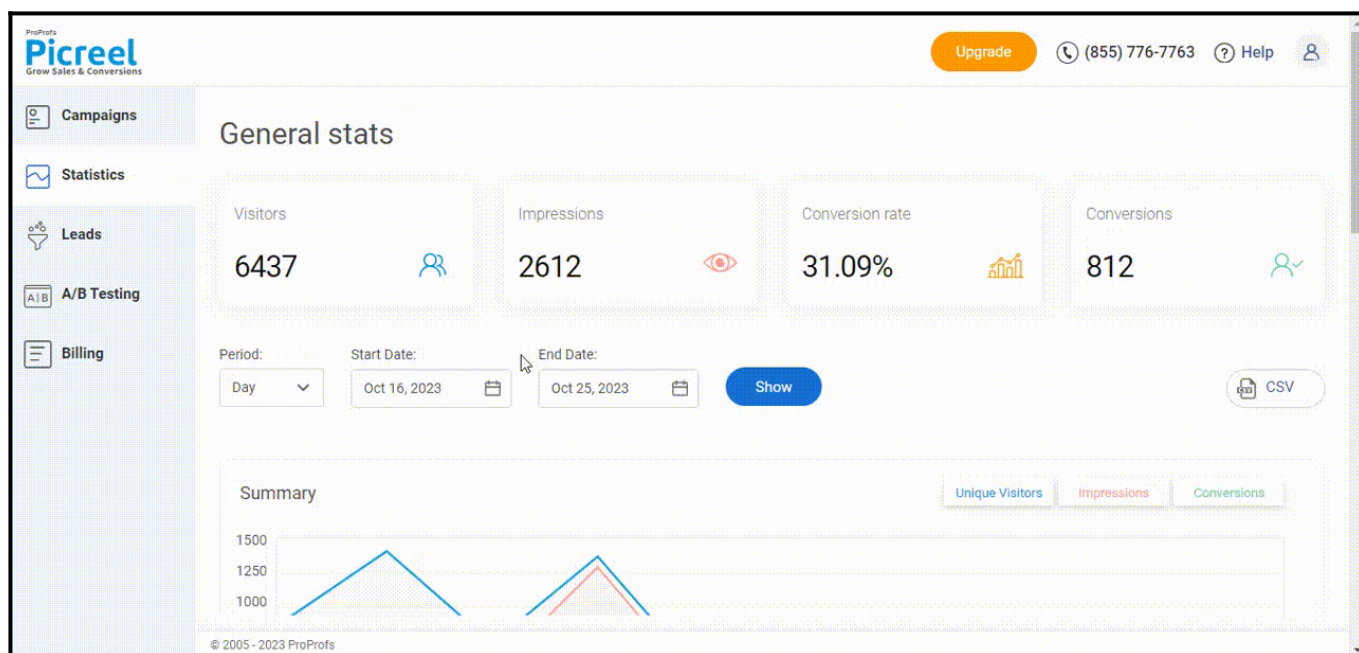 ProProfs
Picreel
Grow Sales & Conversions
Upgrade
(855) 776-7763
? Help
Campaigns
Statistics
Leads
A|B A/B Testing
Billing
General stats
Visitors
6437
Impressions
2612
Conversion rate
31.09%
Conversions
812
Period:
Start Date:
End Date:
Day
Oct 16, 2023
Oct 25, 2023
Show
CSV
Summary
Unique Visitors
Impressions
Conversions
1500
1250
1000
© 2005 - 2023 ProProfs